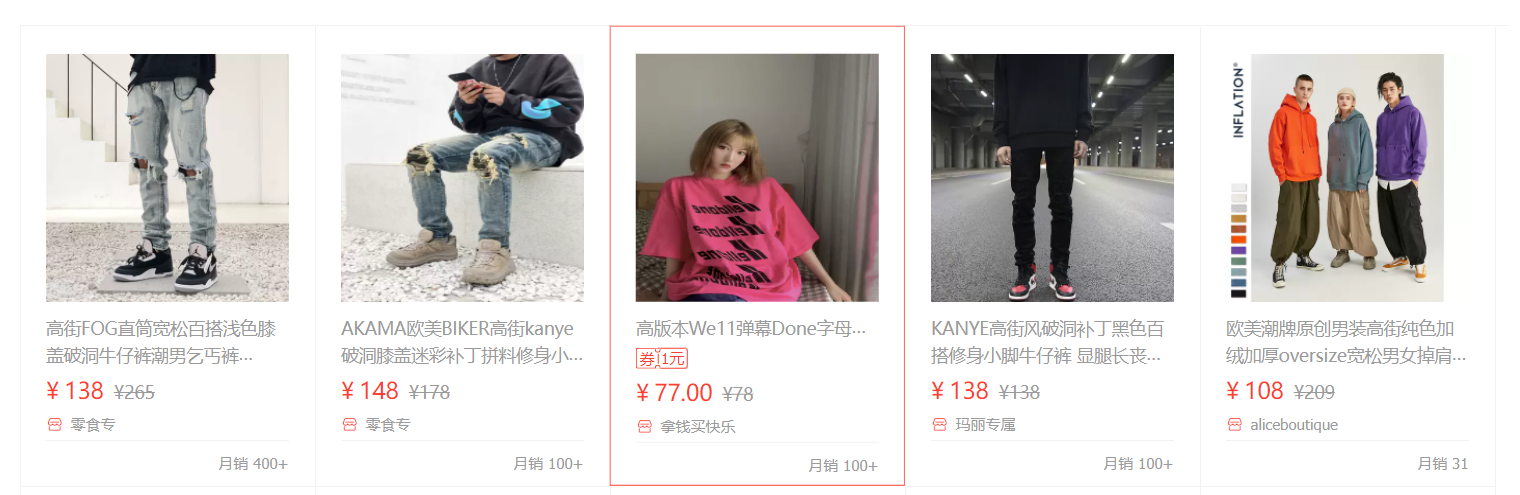 高街FOG直筒宽松百搭浅色膝
盖破洞牛仔裤潮男乞丐裤...
¥ 138 ¥265
零食专
月销 400+
AKAMA欧美BIKER高街kanye
破洞膝盖迷彩补丁拼料修身小...
¥ 148 ¥178
零食专
月销 100+
高版本We11弹幕Done字母...
券 1元
¥ 77.00 ¥78
拿钱买快乐
月销 100+
KANYE高街风破洞补丁黑色百
搭修身小脚牛仔裤 显腿长丧...
¥ 138 ¥138
玛丽专属
月销 100+
INFLATION®
欧美潮牌原创男装高街纯色加
绒加厚oversize宽松男女掉肩...
¥ 108 ¥209
aliceboutique
月销 31